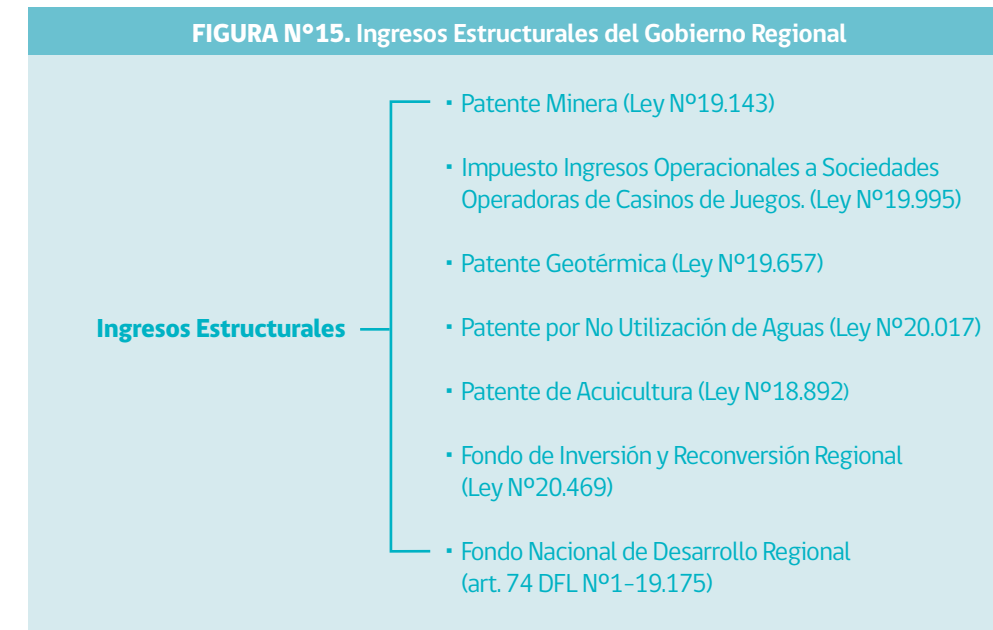 FIGURA Nº15. Ingresos Estructurales del Gobierno Regional
▪ Patente Minera (Ley Nº19.143)
▪ Impuesto Ingresos Operacionales a Sociedades
Operadoras de Casinos de Juegos. (Ley Nº19.995)
▪ Patente Geotérmica (Ley Nº19.657)
Ingresos Estructurales
▪ Patente por No Utilización de Aguas (Ley Nº20.017)
▪ Patente de Acuicultura (Ley Nº18.892)
▪ Fondo de Inversión y Reconversión Regional
(Ley Nº20.469)
▪ Fondo Nacional de Desarrollo Regional
(art. 74 DFL Nº1-19.175)